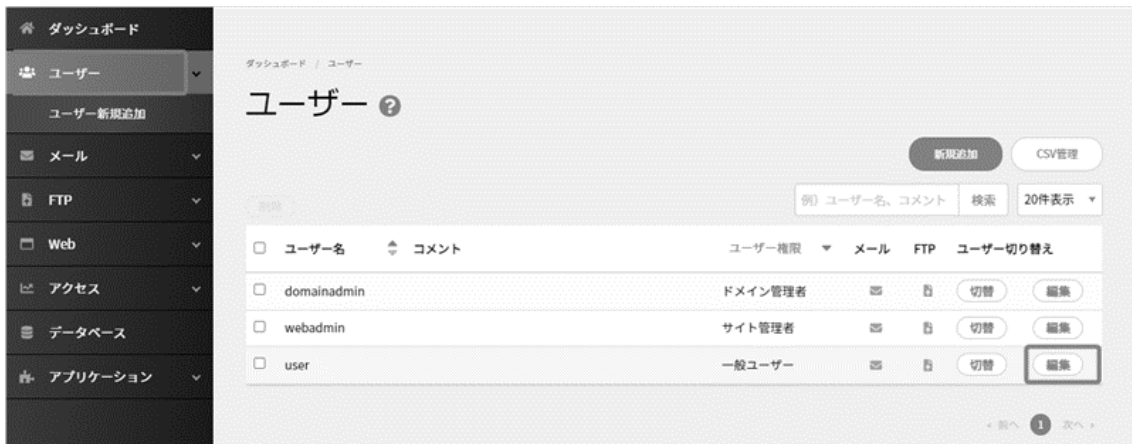 ダッシュボード
ユーザー
ユーザー新規追加
メール
FTP
Web
アクセス
データベース
アプリケーション
ダッシュボード / ユーザー
ユーザー ?
新規追加 CSV管理
削除 例）ユーザー名、コメント 検索 20件表示
ユーザー名 コメント ユーザー権限 メール FTP ユーザー切り替え
domainadmin ドメイン管理者 切替 編集
webadmin サイト管理者 切替 編集
user 一般ユーザー 切替 編集
前へ 1 次へ